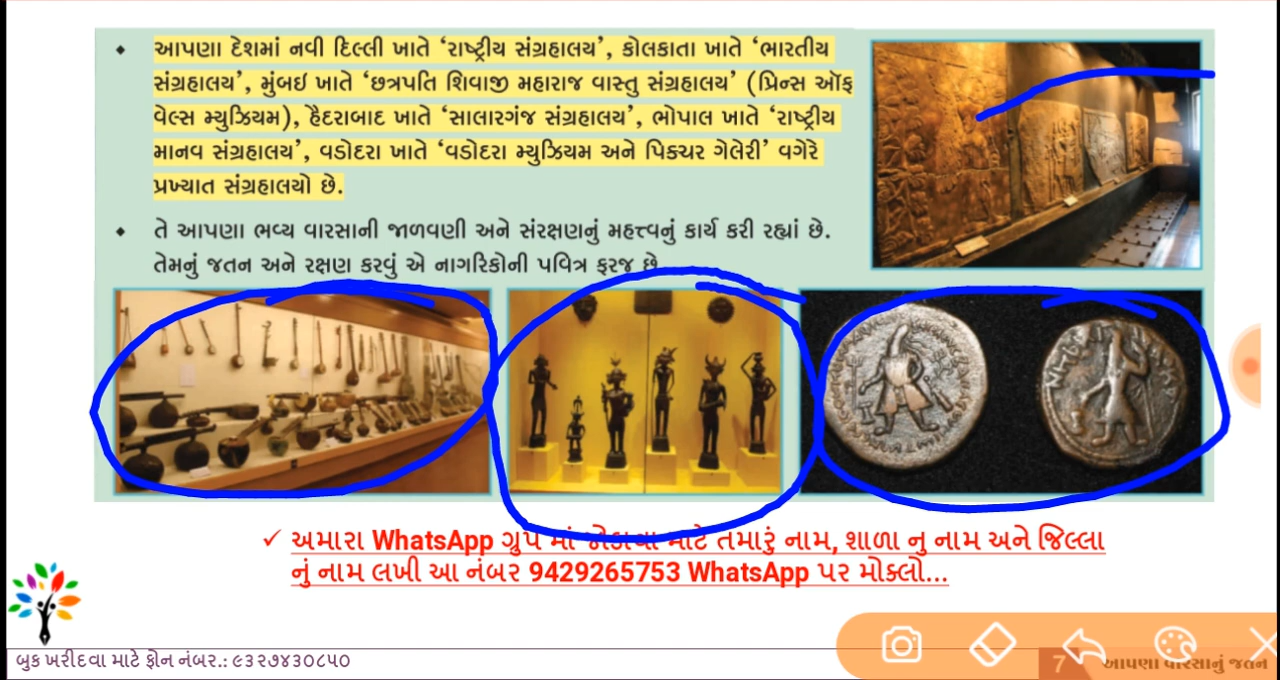 આપણા દેશમાં નવી દિલ્લી ખાતે ‘રાષ્ટ્રીય સંગ્રહાલય’, કોલકાતા ખાતે ‘ભારતીય
સંગ્રહાલય’, મુંબઇ ખાતે ‘છત્રપતિ શિવાજી મહારાજ વાસ્તુ સંગ્રહાલય’ (પ્રિન્સ ઑફ
વેલ્સ મ્યુઝિયમ), હૈદરાબાદ ખાતે ‘સાલારગંજ સંગ્રહાલય’, ભોપાલ ખાતે ‘રાષ્ટ્રીય
માનવ સંગ્રહાલય’, વડોદરા ખાતે ‘વડોદરા મ્યુઝિયમ અને પિક્ચર ગેલેરી’ વગેરે
પ્રખ્યાત સંગ્રહાલયો છે.
તે આપણા ભવ્ય વારસાની જાળવણી અને સંરક્ષણનું મહત્ત્વનું કાર્ય કરી રહ્યાં છે.
તેમનું જતન અને રક્ષણ કરવું એ નાગરિકોની પવિત્ર ફરજ છે
✓ અમારા WhatsApp ગ્રુપ માં જોડાવા માટે તમારું નામ, શાળા નુ નામ અને જિલ્લા
નું નામ લખી આ નંબર 9429265753 WhatsApp પર મોક્લો...
બુક ખરીદવા માટે ફોન નંબર.: ૯૩૨૭૪૩૦૮૫૦
7 આપણા વારસાનું જતન